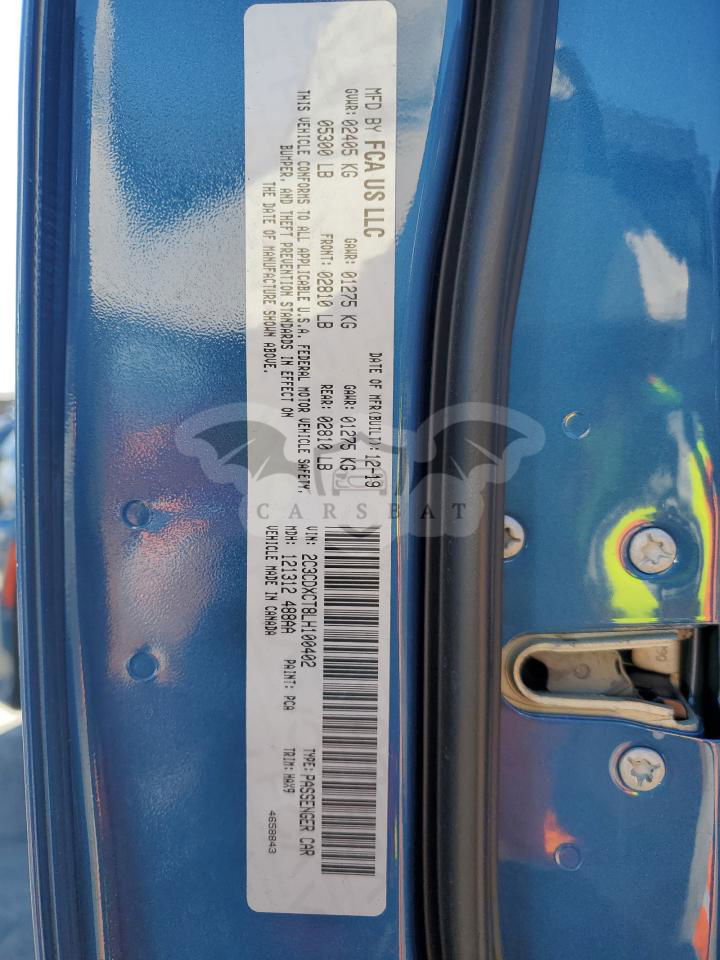 MFD BY FCA US LLC
DATE OF MFR(BUILD): 12-19
GVWR: 02405 KG GAWR: 01275 KG GAWR: 01275 KG
05300 LB FRONT: 02810 LB REAR: 02810 LB
THIS VEHICLE CONFORMS TO ALL APPLICABLE U.S.A. FEDERAL MOTOR VEHICLE SAFETY,
BUMPER, AND THEFT PREVENTION STANDARDS IN EFFECT ON
THE DATE OF MANUFACTURE SHOWN ABOVE.
VIN: 2C3CDXCT8LH100402 TYPE: PASSENGER CAR
MDH: 121312 488AA PAINT: PCA TRIM: HAX9
VEHICLE MADE IN CANADA
4658843
CARSBAT